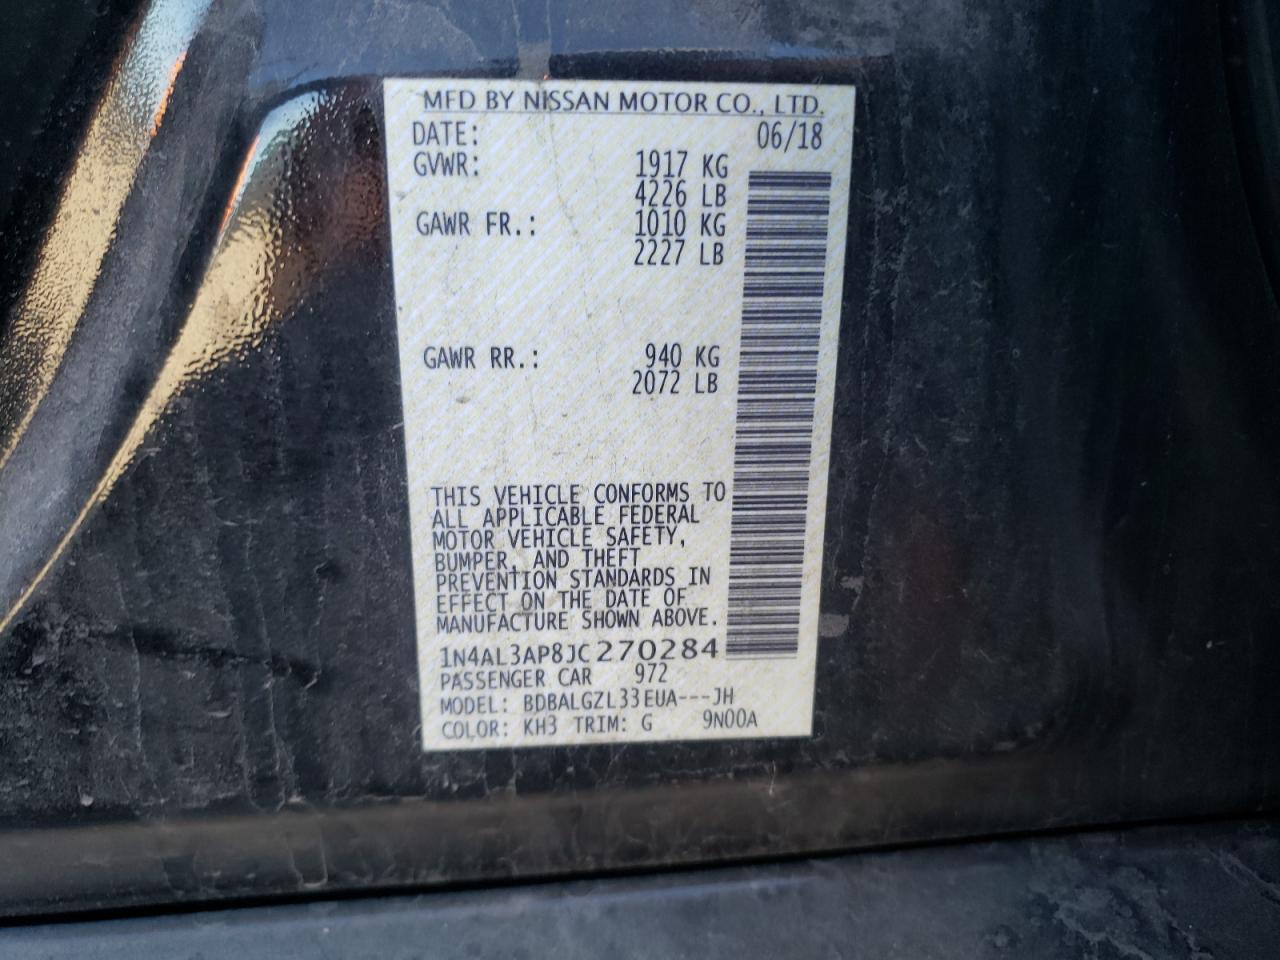 MFD BY NISSAN MOTOR CO., LTD.
DATE: 06/18
GVWR: 1917 KG
4226 LB
GAWR FR.: 1010 KG
2227 LB
GAWR RR.: 940 KG
2072 LB
THIS VEHICLE CONFORMS TO
ALL APPLICABLE FEDERAL
MOTOR VEHICLE SAFETY,
BUMPER, AND THEFT
PREVENTION STANDARDS IN
EFFECT ON THE DATE OF
MANUFACTURE SHOWN ABOVE.
1N4AL3AP8JC270284
PASSENGER CAR 972
MODEL: BDBALGZL33EUA---JH
COLOR: KH3 TRIM: G 9N00A